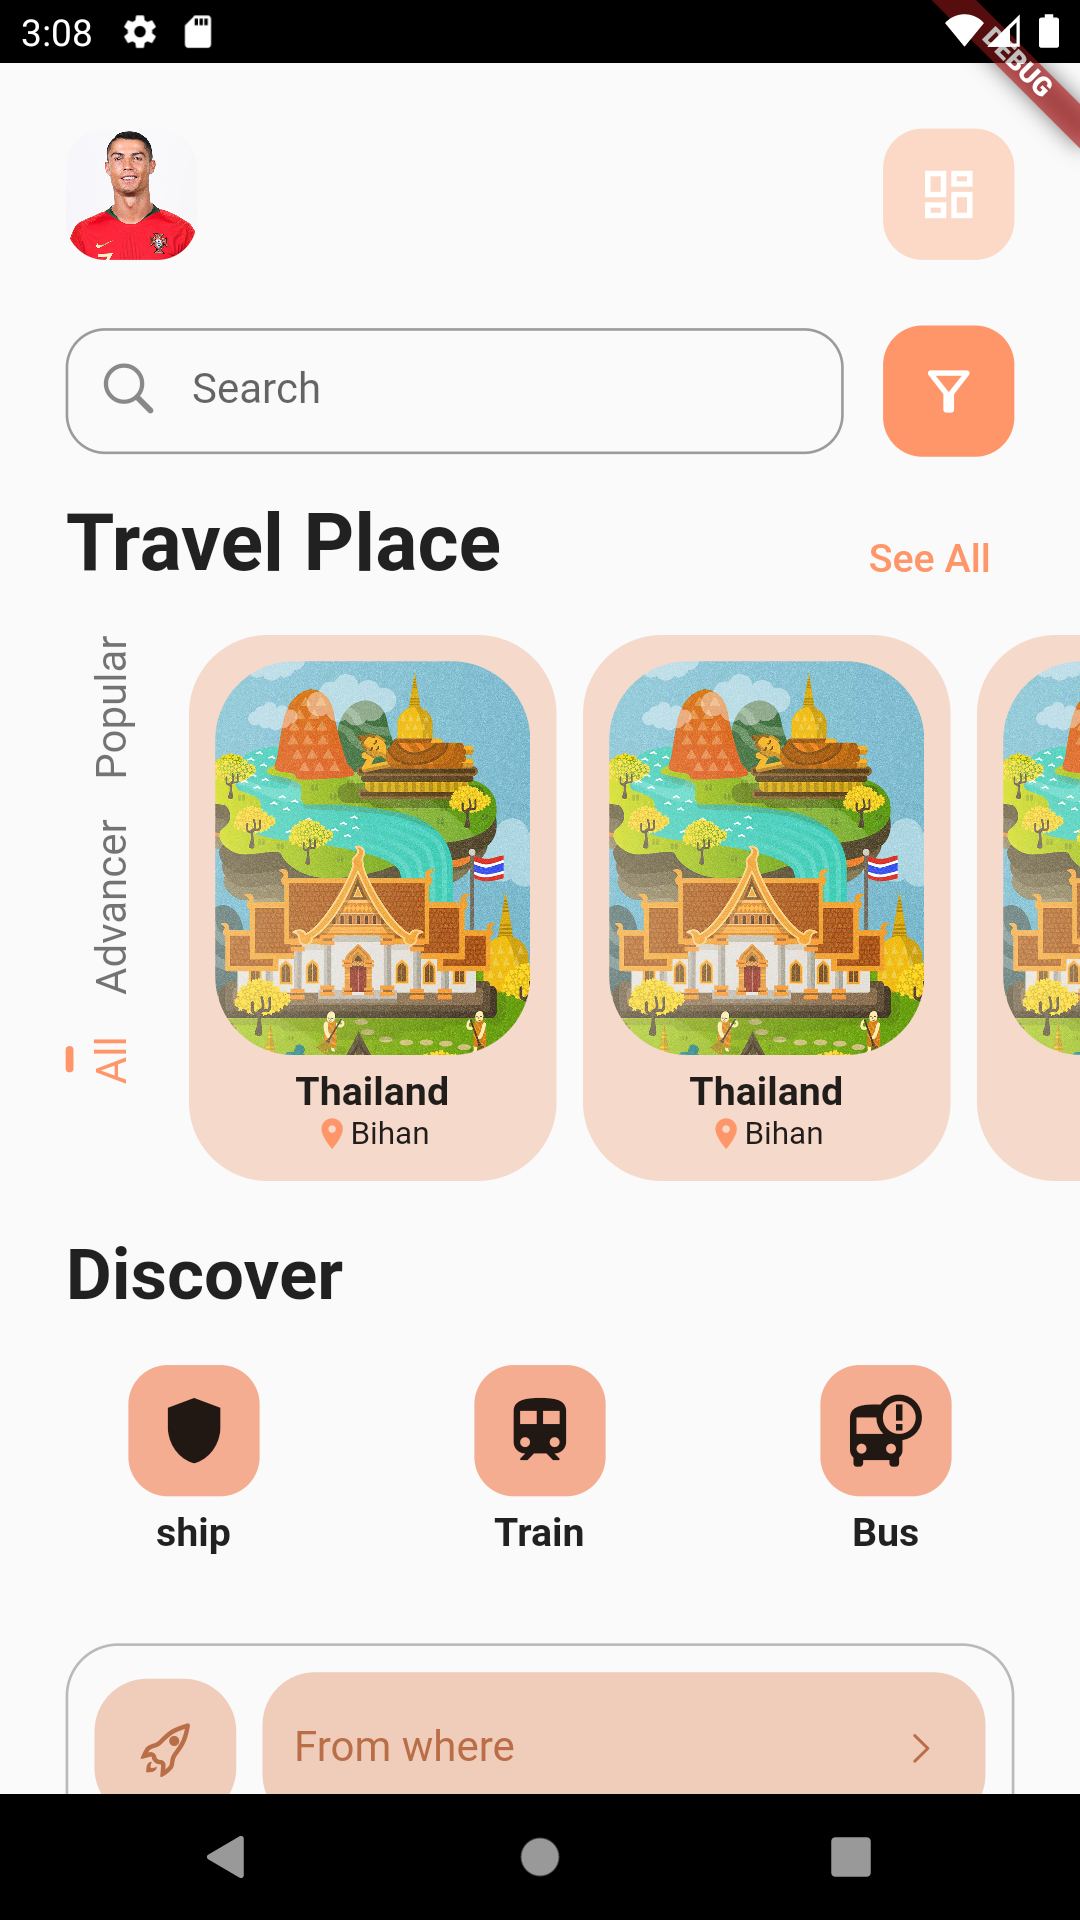 3:08
DEBUG
Search
Travel Place
See All
Popular
Advancer
All
Thailand
Bihan
Thailand
Bihan
Discover
ship
Train
Bus
From where